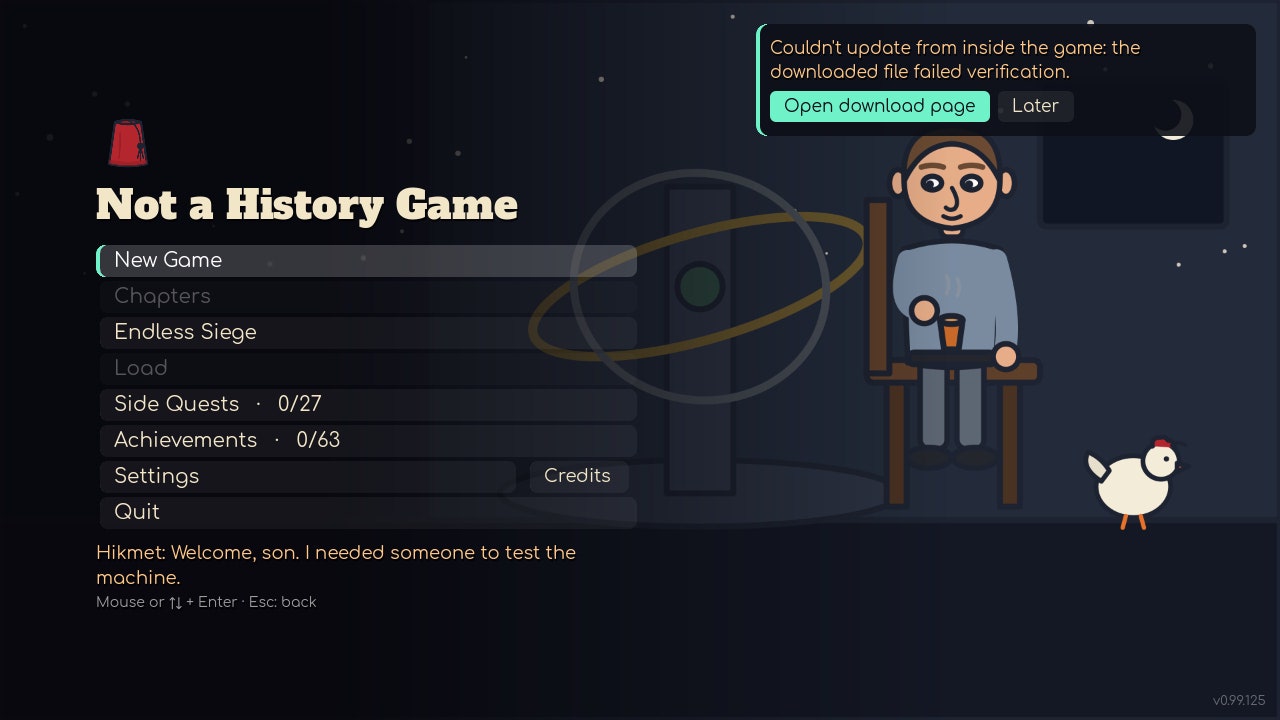 Couldn't update from inside the game: the
downloaded file failed verification.
Open download page
Later
Not a History Game
New Game
Chapters
Endless Siege
Load
Side Quests · 0/27
Achievements · 0/63
Settings
Credits
Quit
Hikmet: Welcome, son. I needed someone to test the
machine.
Mouse or ↑↓ + Enter · Esc: back
v0.99.125